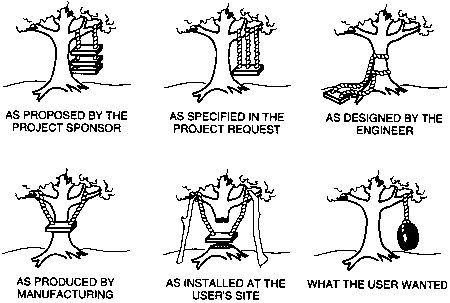 AS PROPOSED BY THE
PROJECT SPONSOR
AS SPECIFIED IN THE
PROJECT REQUEST
AS DESIGNED BY THE
ENGINEER
AS PRODUCED BY
MANUFACTURING
AS INSTALLED AT THE
USER'S SITE
WHAT THE USER WANTED